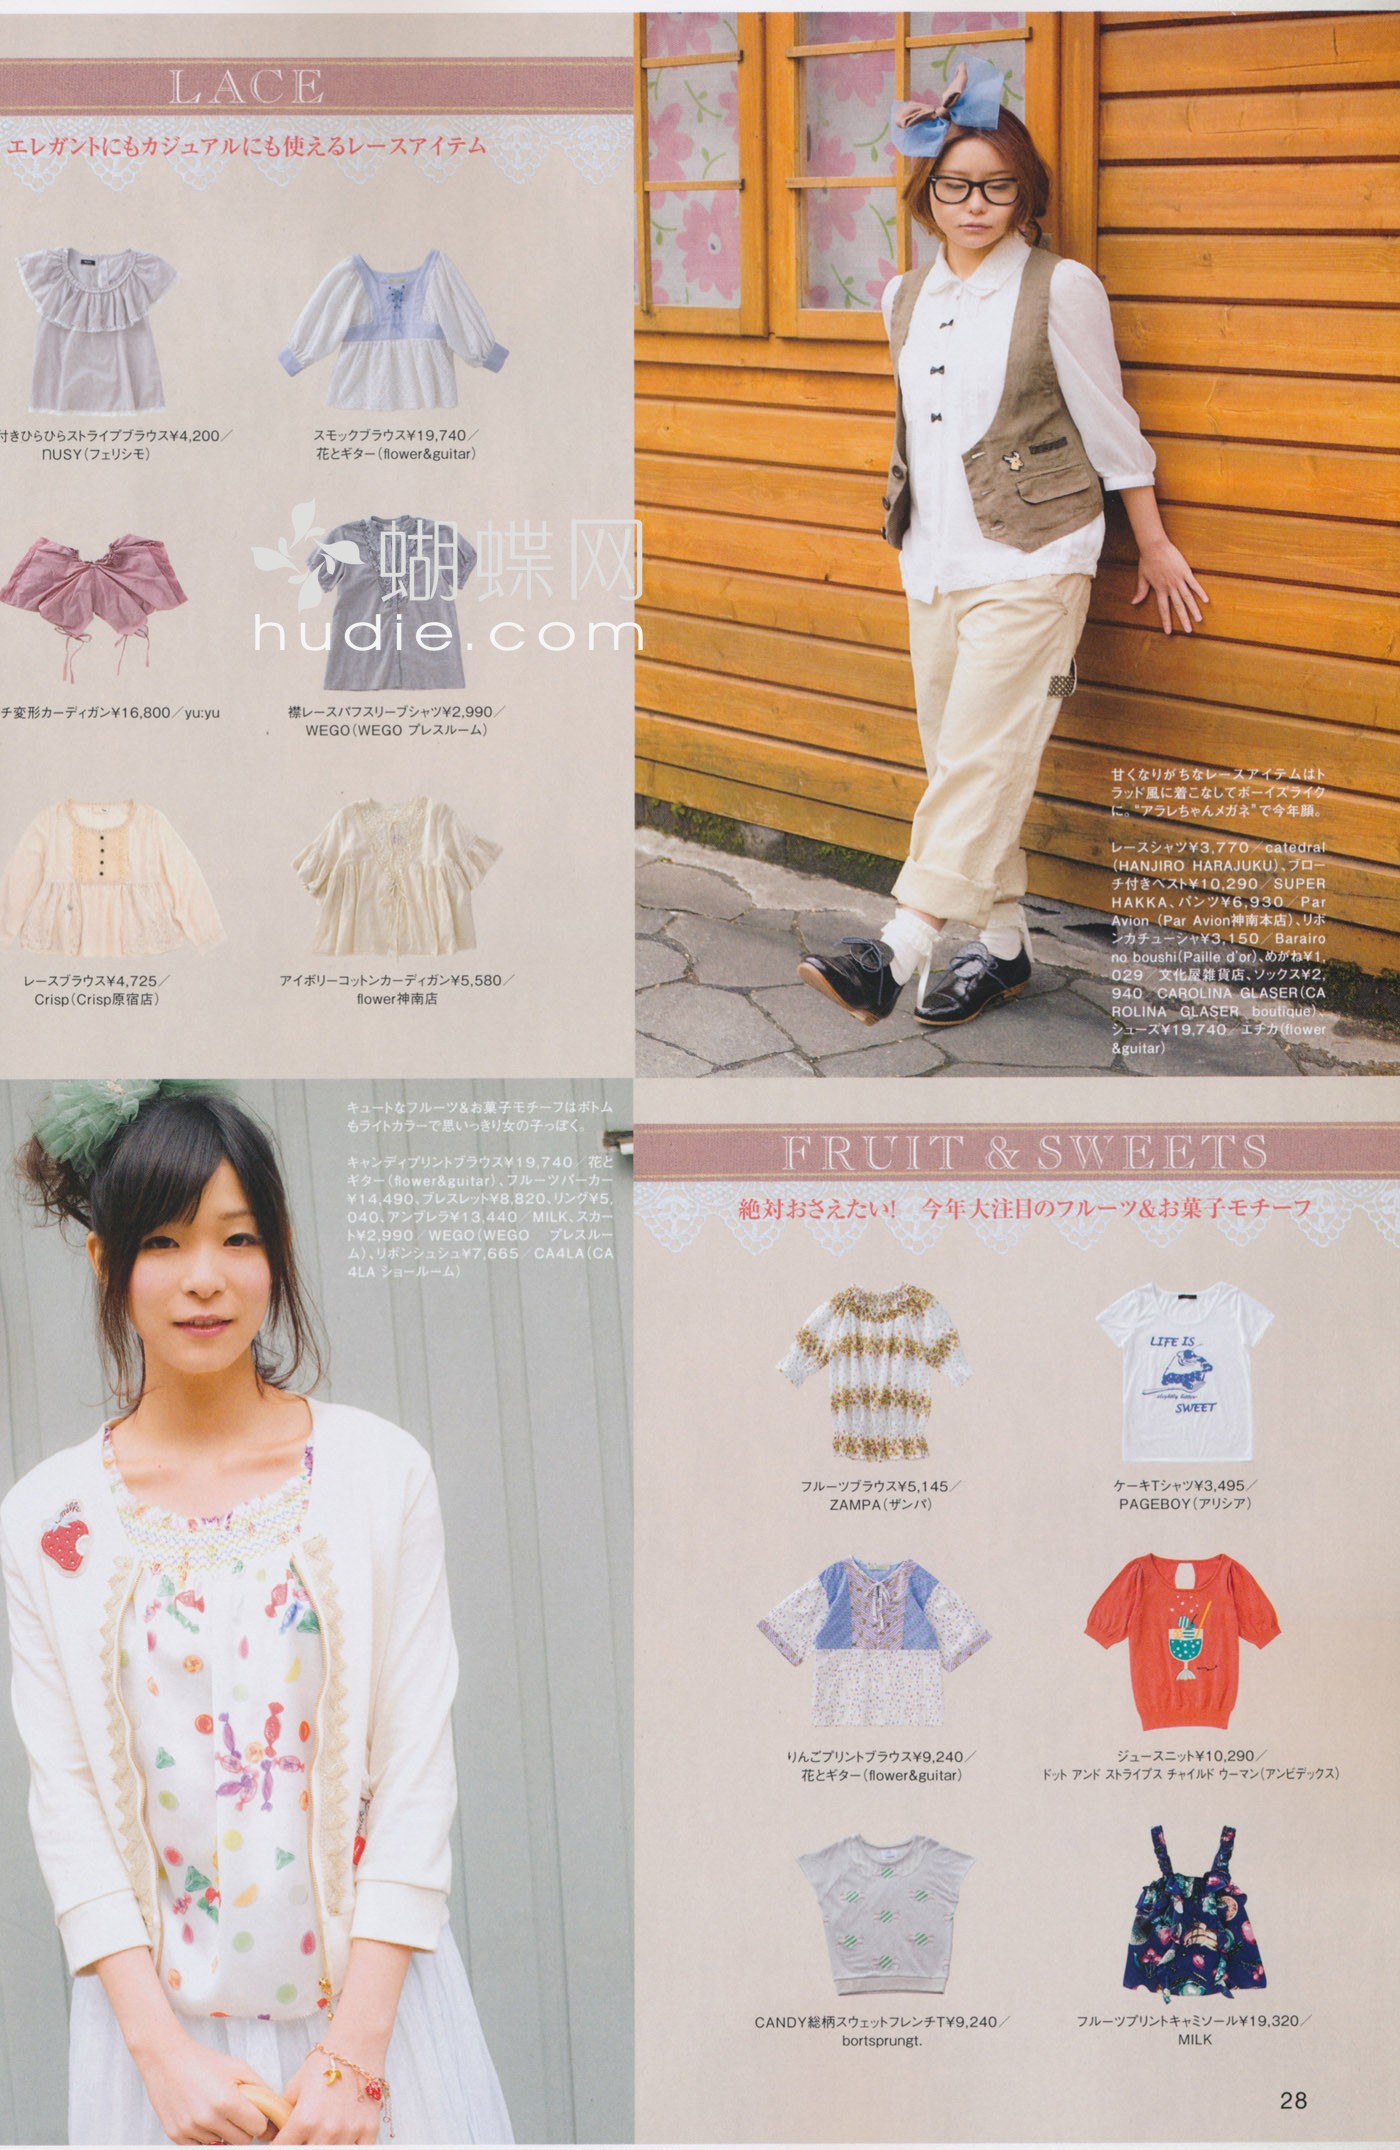 LACE
エレガントにもカジュアルにも使えるレースアイテム
付きひらひらストライプブラウス¥4,200／
nUSY（フェリシモ）
スモックブラウス¥19,740／
花とギター（flower&guitar）
蝴蝶网
hudie.com
チ変形カーディガン¥16,800／yu:yu
襟レースパフスリーブシャツ¥2,990／
WEGO（WEGO プレスルーム）
レースブラウス¥4,725／
Crisp（Crisp原宿店）
アイボリーコットンカーディガン¥5,580／
flower神南店
甘くなりがちなレースアイテムはト
ラッド風に着こなしてボーイズライク
に。“アラレちゃんメガネ”で今年顔。
レースシャツ¥3,770／catedral
（HANJIRO HARAJUKU）、ブロー
チ付きベスト¥10,290／SUPER
HAKKA、パンツ¥6,930／Par
Avion（Par Avion神南本店）、リボ
ンカチューシャ¥3,150／Barairo
no boushi（Paille d'or）、めがね¥1,
029／文化屋雑貨店、ソックス¥2,
940 CAROLINA GLASER（CA
ROLINA GLASER boutique）、
シューズ¥19,740／エチカ（flower
&guitar）
キュートなフルーツ&お菓子モチーフはボトム
もライトカラーで思いっきり女の子っぽく。
キャンディプリントブラウス¥19,740／花と
ギター（flower&guitar）、フルーツパーカー
¥14,490、ブレスレット¥8,820、リング¥5,
040、アンブレラ¥13,440／MILK、スカー
ト¥2,990／WEGO（WEGO プレスルー
ム）、リボンシュシュ¥7,665／CA4LA（CA
4LA ショールーム）
FRUIT & SWEETS
絶対おさえたい！ 今年大注目のフルーツ&お菓子モチーフ
LIFE IS
slightly bitter
SWEET
フルーツブラウス¥5,145／
ZAMPA（ザンパ）
ケーキTシャツ¥3,495／
PAGEBOY（アリシア）
りんごプリントブラウス¥9,240／
花とギター（flower&guitar）
ジュースニット¥10,290／
ドット アンド ストライプス チャイルド ウーマン（アンビデックス）
CANDY総柄スウェットフレンチT¥9,240／
bortsprungt.
フルーツプリントキャミソール¥19,320／
MILK
28